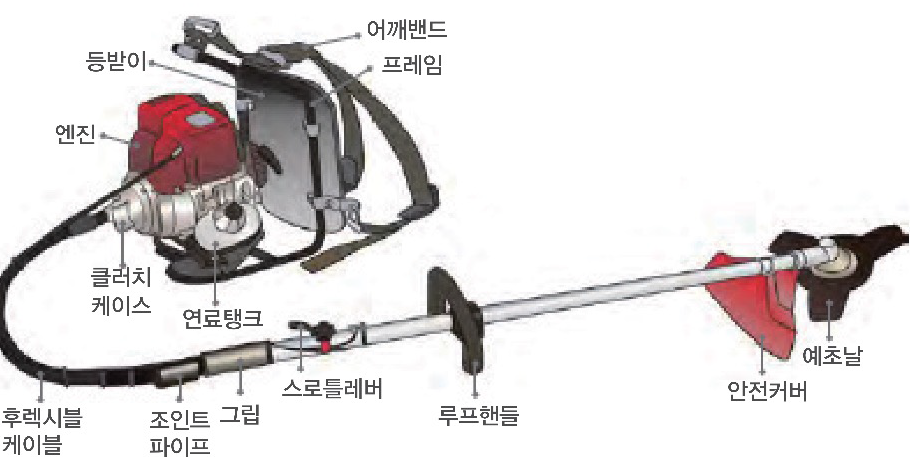 어깨밴드
등받이
프레임
엔진
클러치
케이스
연료탱크
스로틀레버
예초날
안전커버
후렉시블
케이블
조인트
파이프
그립
루프핸들